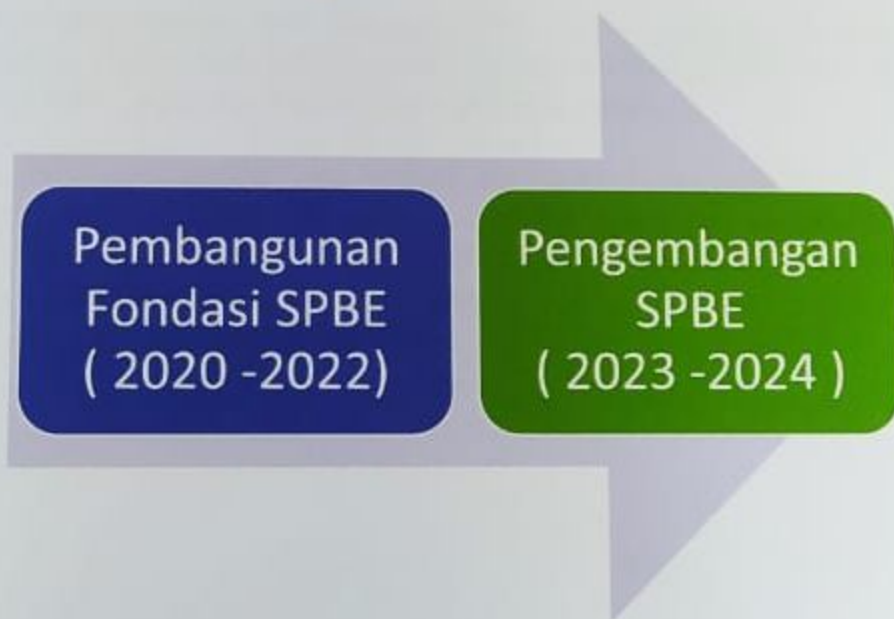 Pembangunan
Fondasi SPBE
( 2020 -2022)
Pengembangan
SPBE
( 2023 -2024 )